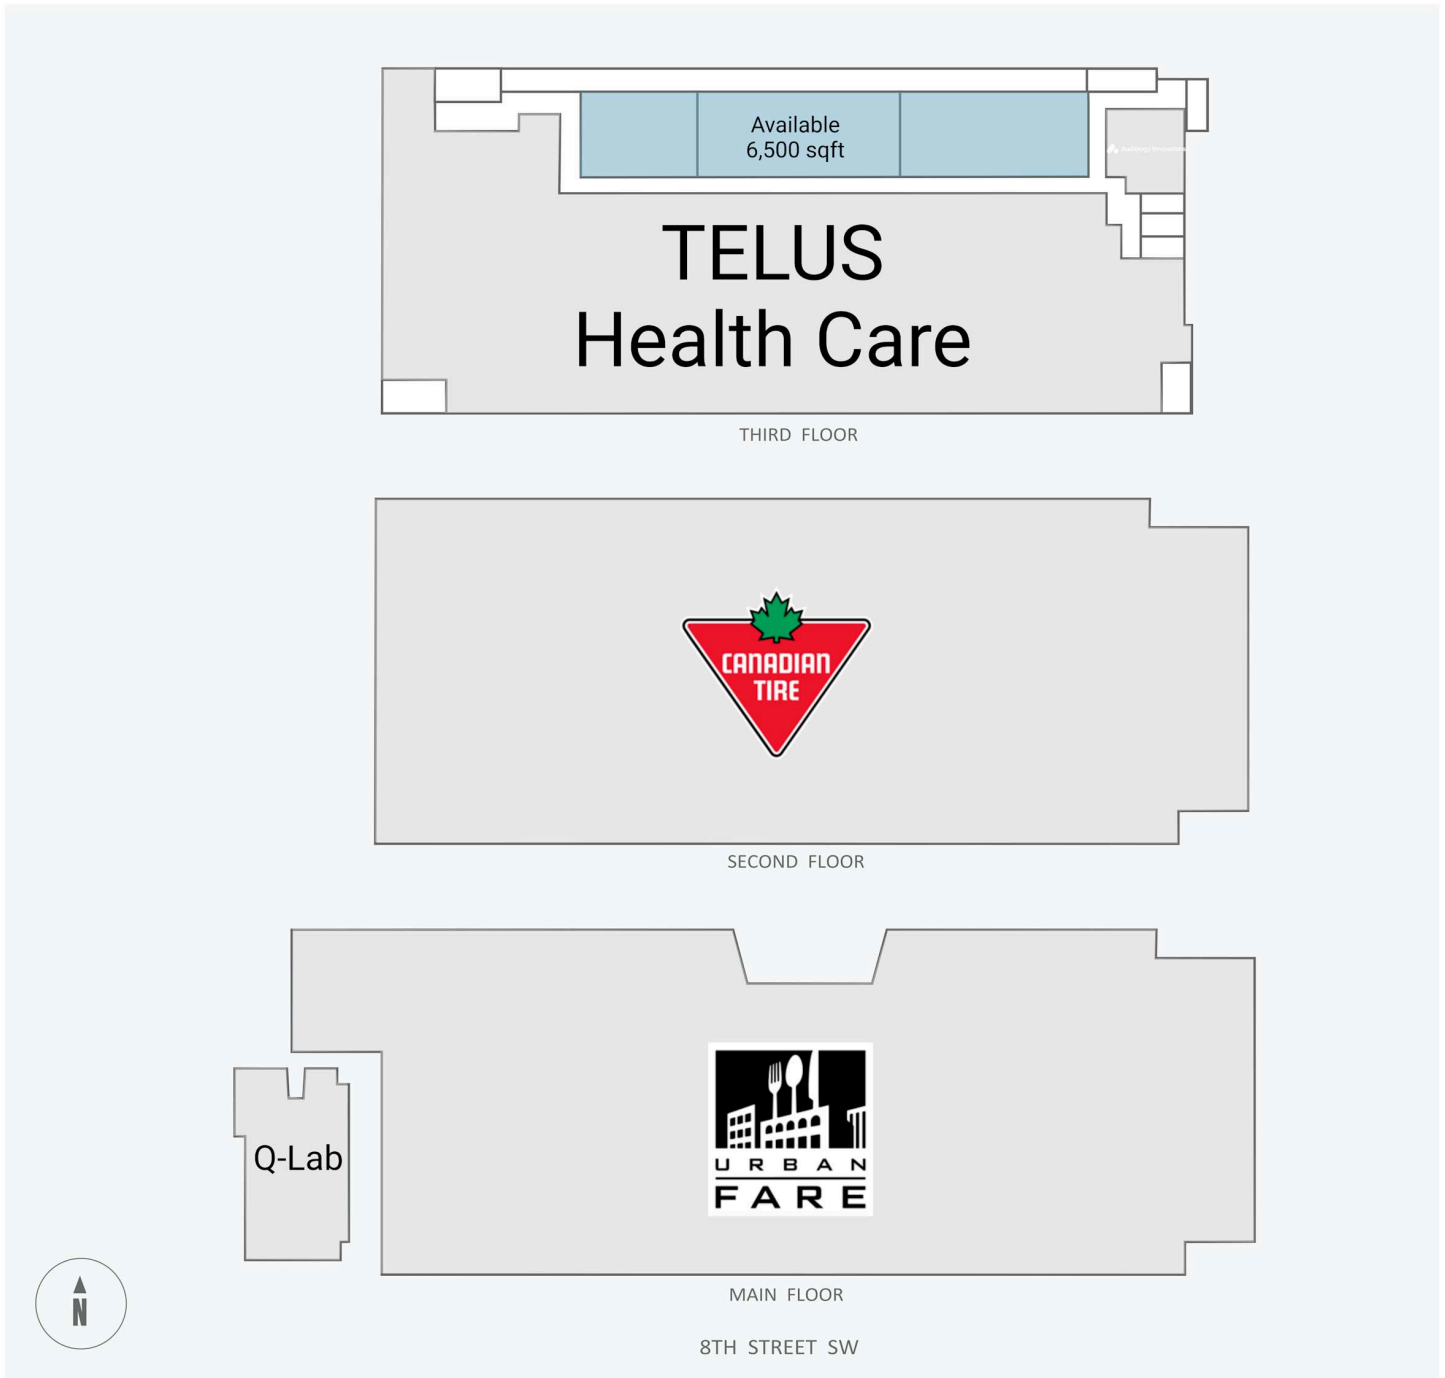 Available
6,500 sqft
TELUS
Health Care
THIRD FLOOR
CANADIAN
TIRE
SECOND FLOOR
URBAN
FARE
Q-Lab
N
MAIN FLOOR
8TH STREET SW